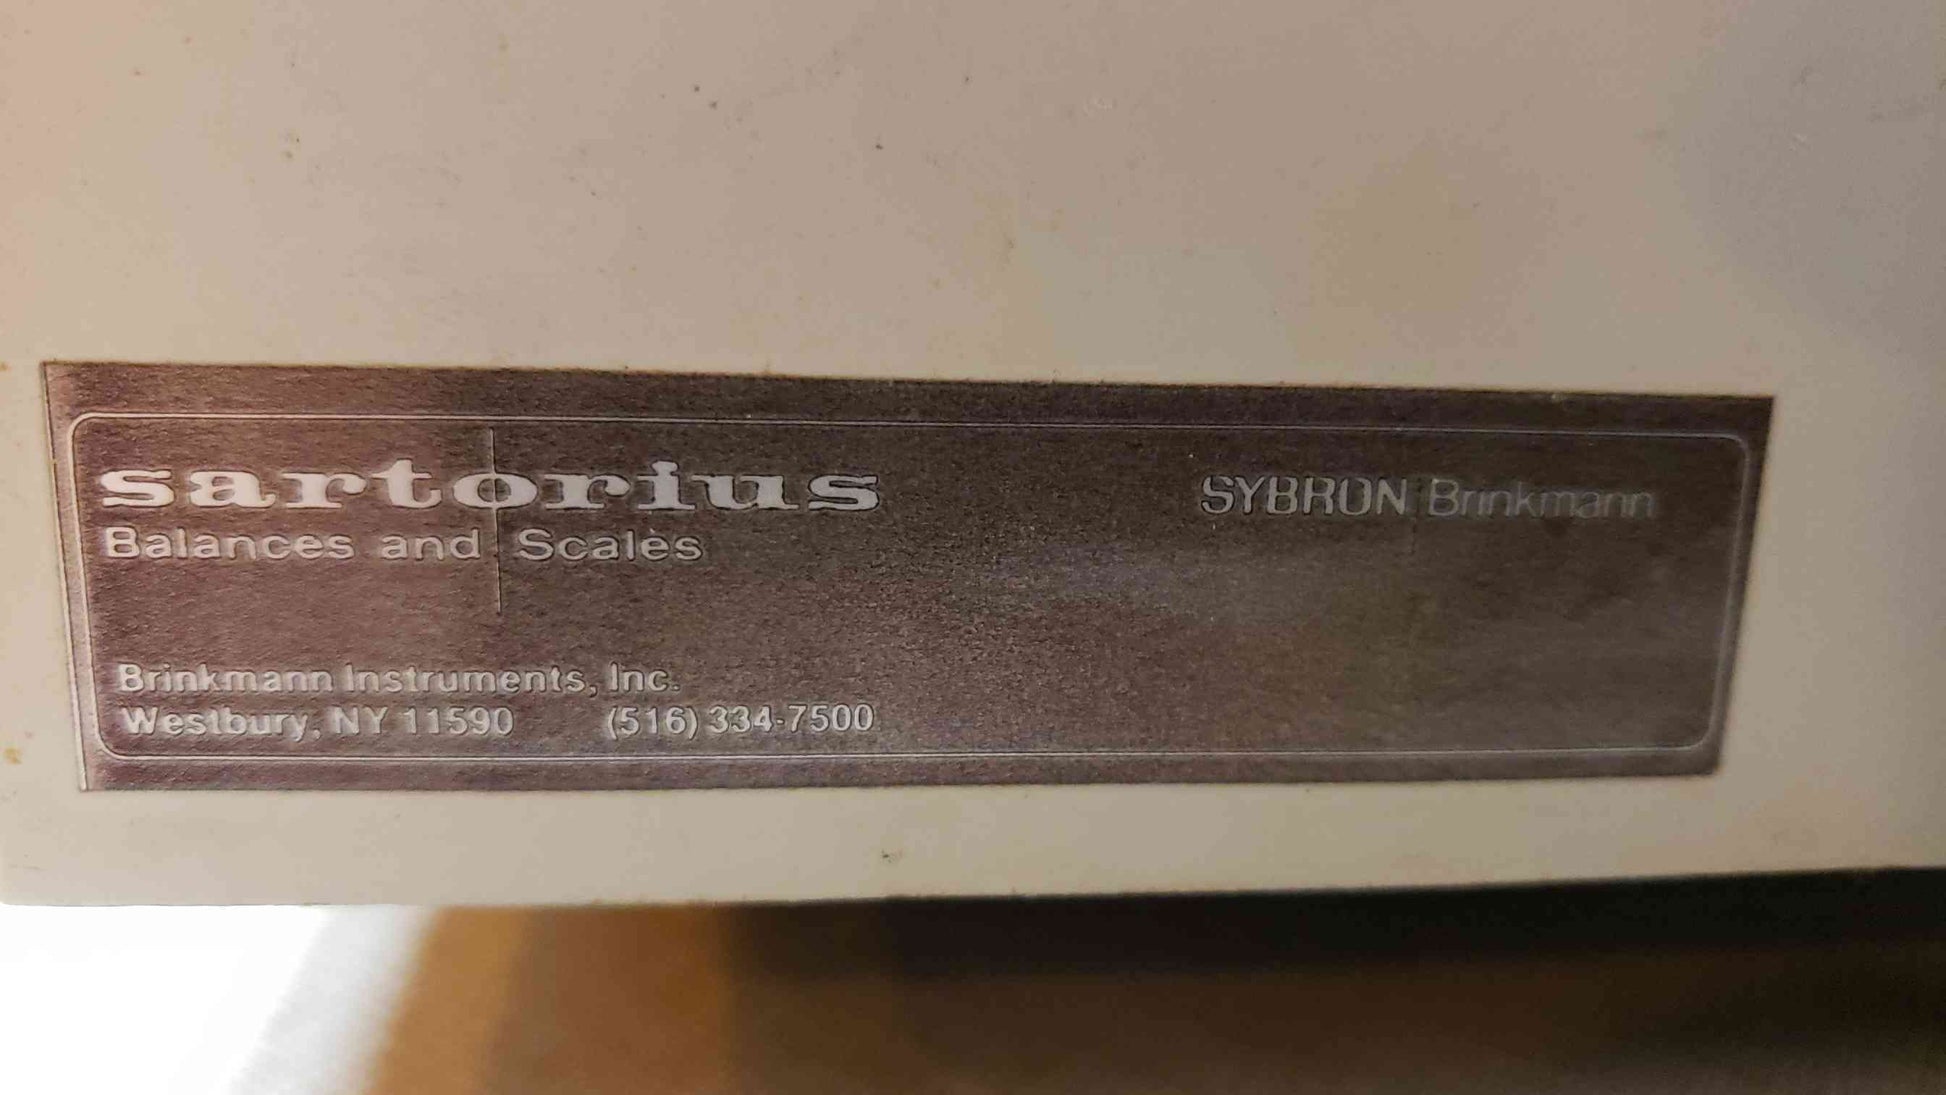 sartorius
Balances and Scales
SYBRON Brinkmann
Brinkmann Instruments, Inc.
Westbury, NY 11590 (516) 334-7500